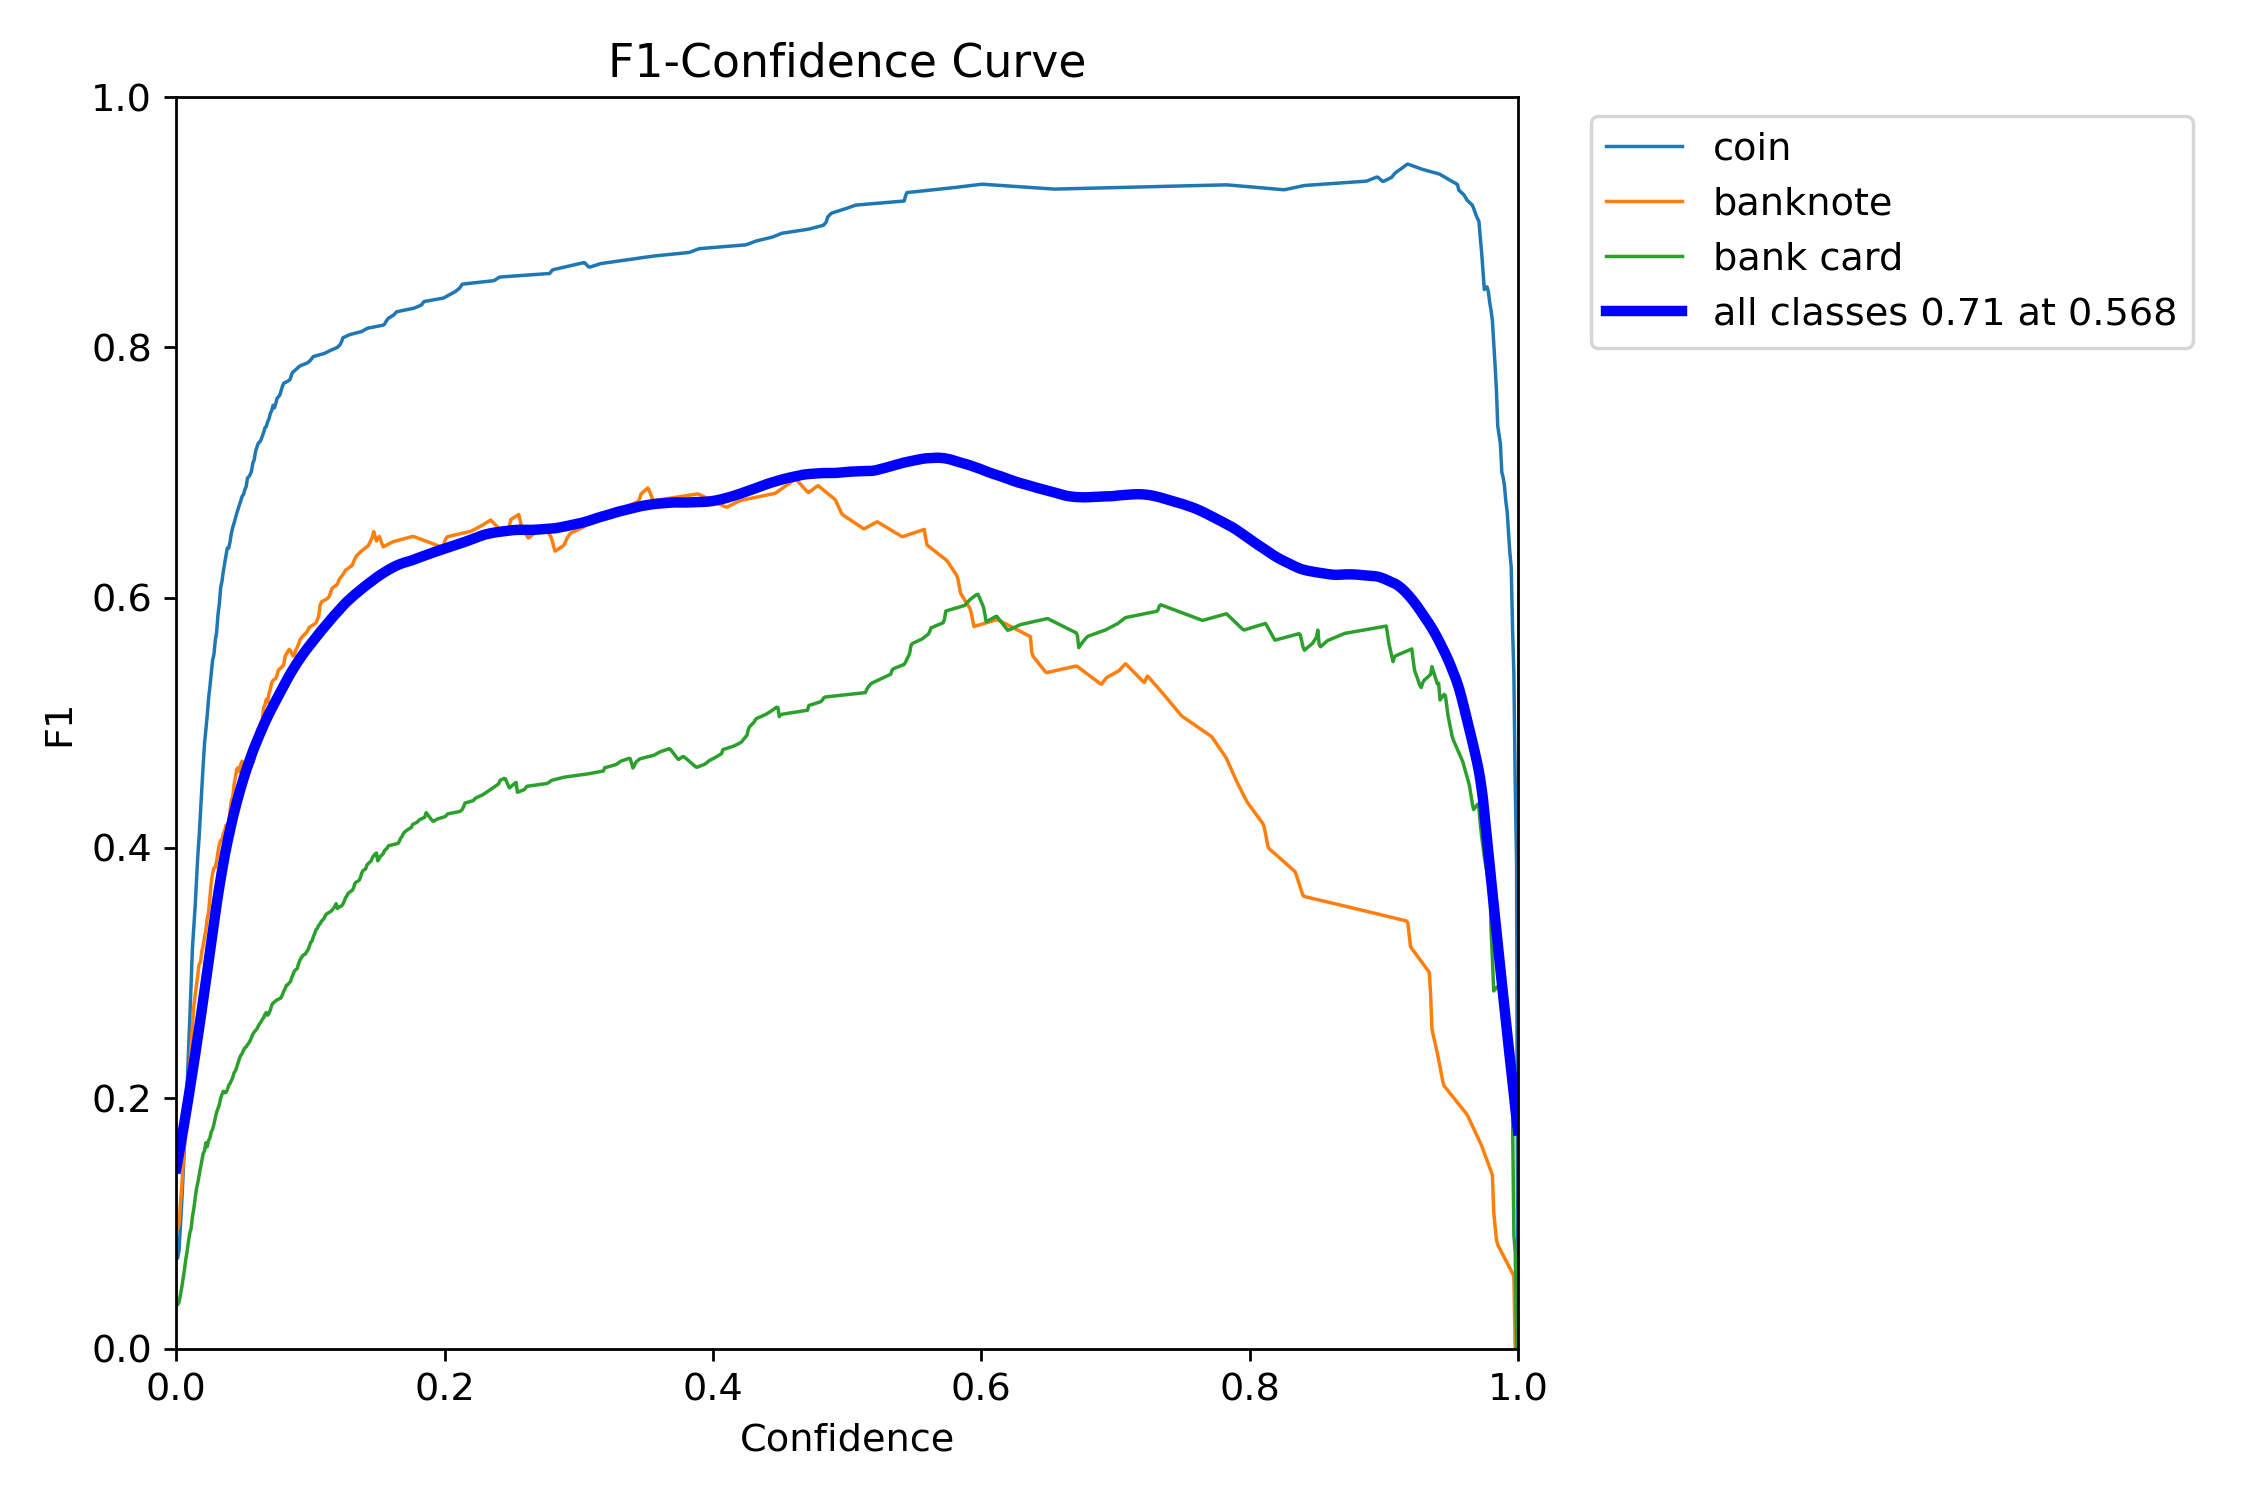 F1-Confidence Curve
1.0
0.8
0.6
0.4
0.2
0.0
F1
0.0 0.2 0.4 0.6 0.8 1.0
Confidence
coin
banknote
bank card
all classes 0.71 at 0.568